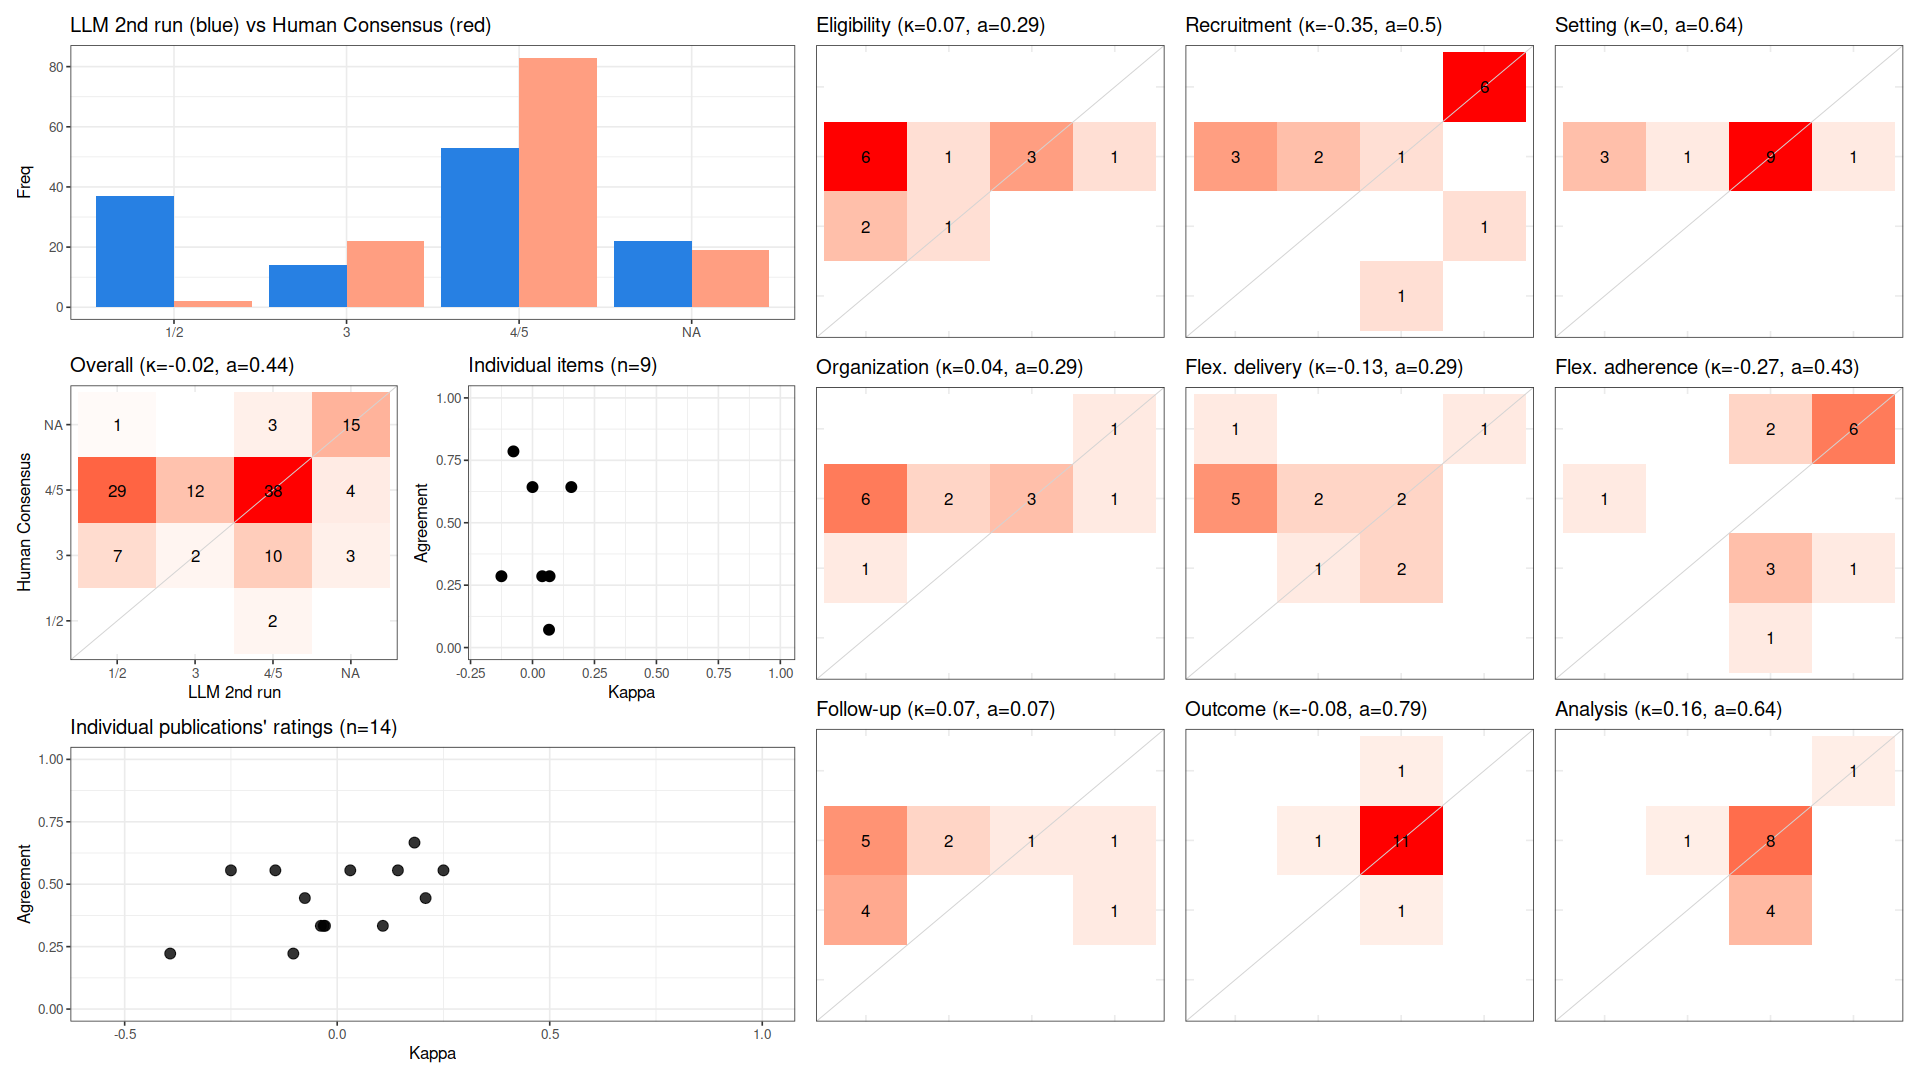 LLM 2nd run (blue) vs Human Consensus (red)
Freq
80
60
40
20
0
1/2 3 4/5 NA
Overall (κ=-0.02, a=0.44)
Human Consensus
NA 1 3 15
4/5 29 12 38 4
3 7 2 10 3
1/2 2
1/2 3 4/5 NA
LLM 2nd run
Individual items (n=9)
Agreement
1.00
0.75
0.50
0.25
0.00
-0.25 0.00 0.25 0.50 0.75 1.00
Kappa
Individual publications' ratings (n=14)
Agreement
1.00
0.75
0.50
0.25
0.00
-0.5 0.0 0.5 1.0
Kappa
Eligibility (κ=0.07, a=0.29)
6 1 3 1
2 1
Recruitment (κ=-0.35, a=0.5)
6
3 2 1
1
1
Setting (κ=0, a=0.64)
3 1 9 1
Organization (κ=0.04, a=0.29)
1
6 2 3 1
1
Flex. delivery (κ=-0.13, a=0.29)
1 1
5 2 2
1 2
Flex. adherence (κ=-0.27, a=0.43)
2 6
1
3 1
1
Follow-up (κ=0.07, a=0.07)
5 2 1 1
4 1
Outcome (κ=-0.08, a=0.79)
1
1 11
1
Analysis (κ=0.16, a=0.64)
1
1 8
4